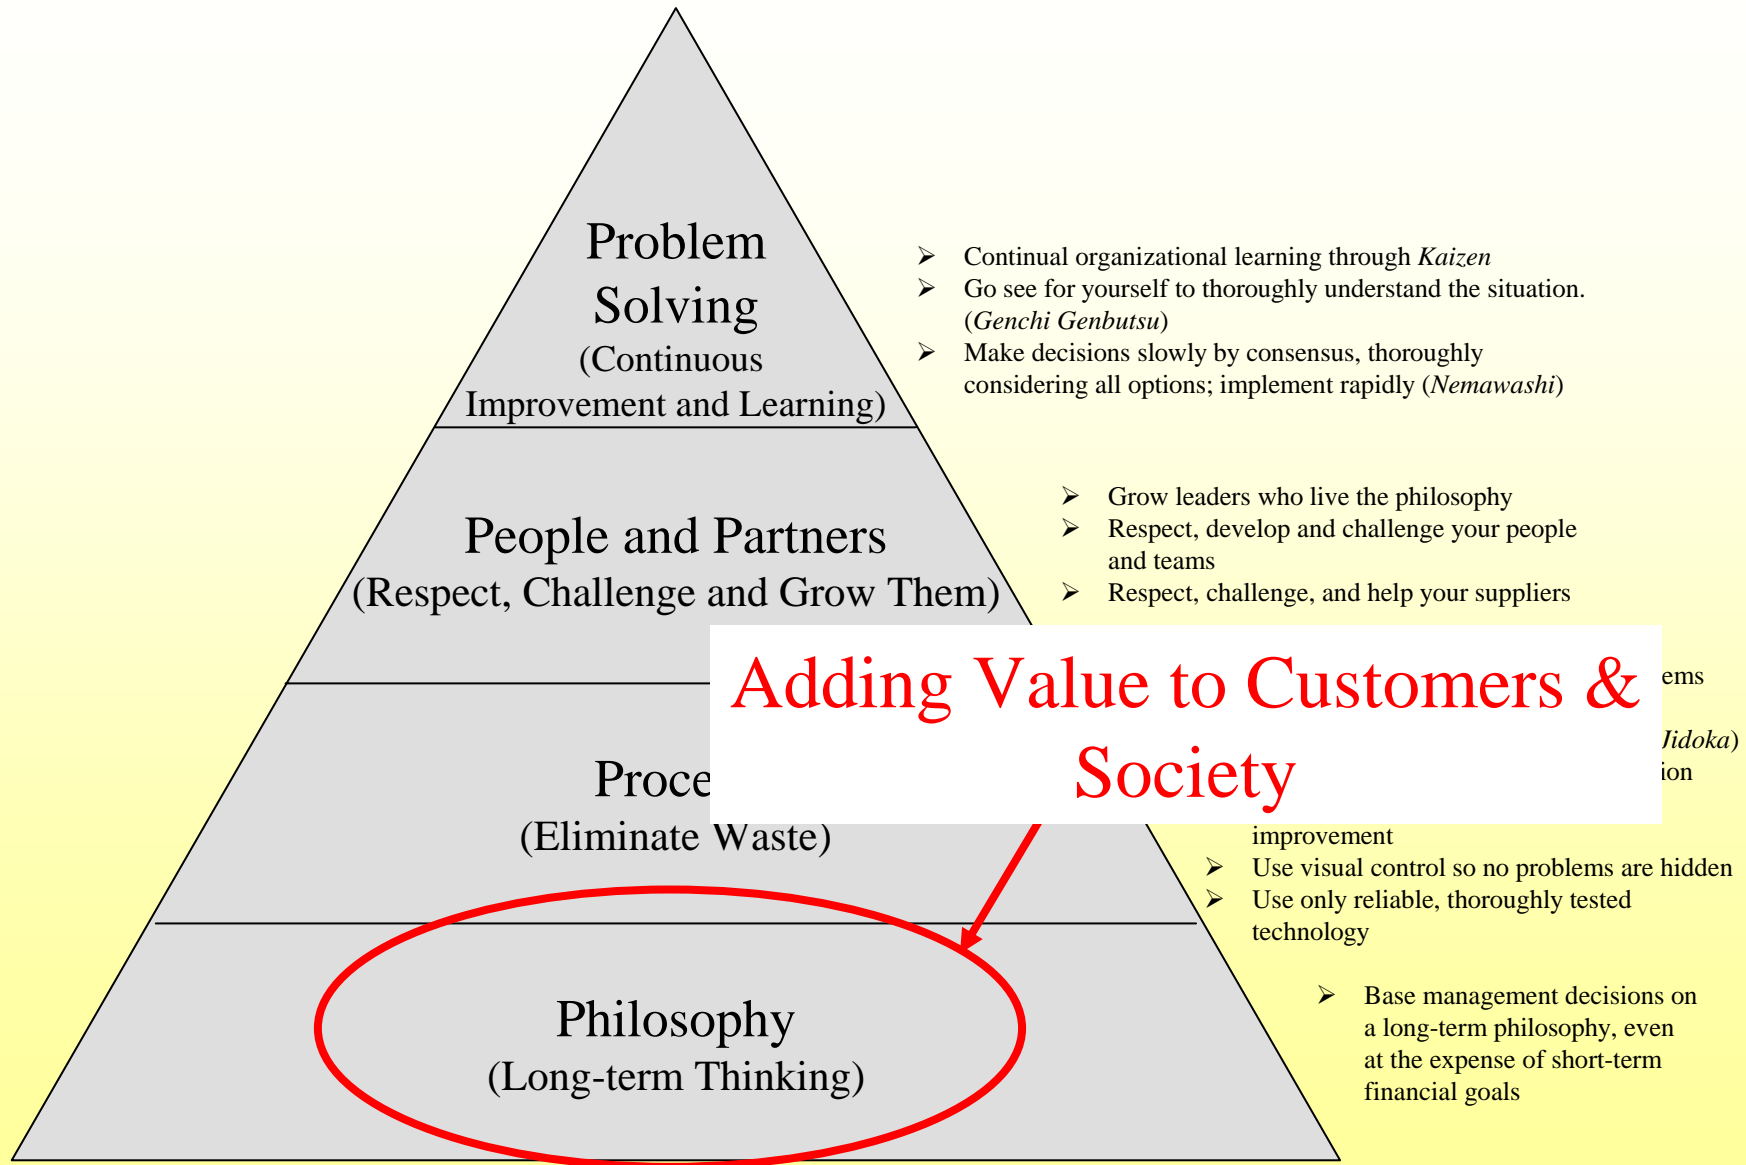 Problem
Solving
(Continuous
Improvement and Learning)
➢ Continual organizational learning through Kaizen
➢ Go see for yourself to thoroughly understand the situation.
(Genchi Genbutsu)
➢ Make decisions slowly by consensus, thoroughly
considering all options; implement rapidly (Nemawashi)
People and Partners
(Respect, Challenge and Grow Them)
➢ Grow leaders who live the philosophy
➢ Respect, develop and challenge your people
and teams
➢ Respect, challenge, and help your suppliers
Adding Value to Customers &
Society
ems
Jidoka)
ion
Proce
(Eliminate Waste)
improvement
➢ Use visual control so no problems are hidden
➢ Use only reliable, thoroughly tested
technology
Philosophy
(Long-term Thinking)
➢ Base management decisions on
a long-term philosophy, even
at the expense of short-term
financial goals